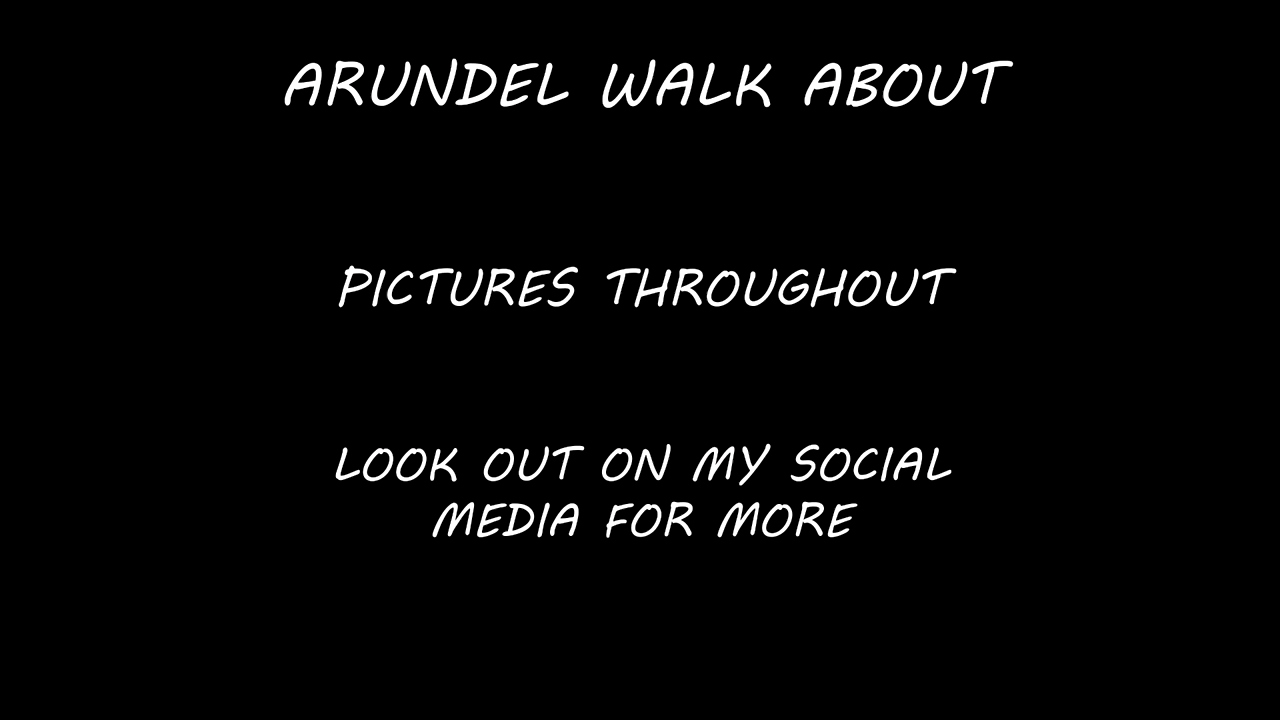 ARUNDEL WALK ABOUT
PICTURES THROUGHOUT
LOOK OUT ON MY SOCIAL
MEDIA FOR MORE